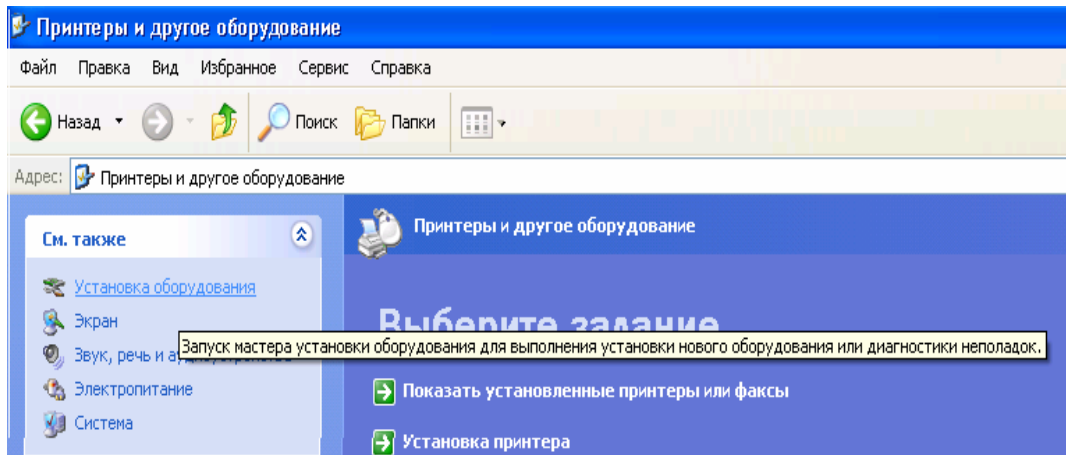 Принтеры и другое оборудование
Файл Правка Вид Избранное Сервис Справка
Назад Поиск Папки
Адрес: Принтеры и другое оборудование
См. также
Установка оборудования
Экран
Звук, речь и
Электропитание
Система
Принтеры и другое оборудование
Выберите задание
Запуск мастера установки оборудования для выполнения установки нового оборудования или диагностики неполадок.
Показать установленные принтеры или факсы
Установка принтера